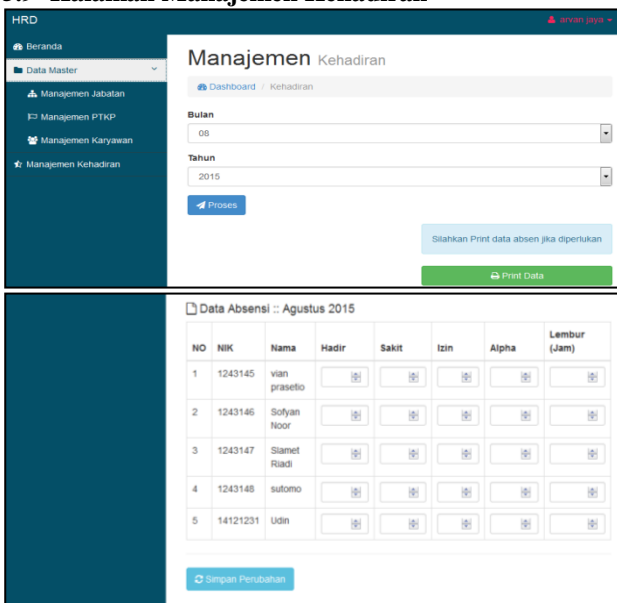 HRD
arvan jaya
Beranda
Data Master
Manajemen Jabatan
Manajemen PTKP
Manajemen Karyawan
Manajemen Kehadiran
Manajemen Kehadiran
Dashboard / Kehadiran
Bulan
08
Tahun
2015
Proses
Silahkan Print data absen jika diperlukan
Print Data
Data Absensi :: Agustus 2015
NO NIK Nama Hadir Sakit Izin Alpha Lembur (Jam)
1 1243145 vian prasetio
2 1243146 Sofyan Noor
3 1243147 Slamet Riadi
4 1243148 sutomo
5 14121231 Udin
Simpan Perubahan